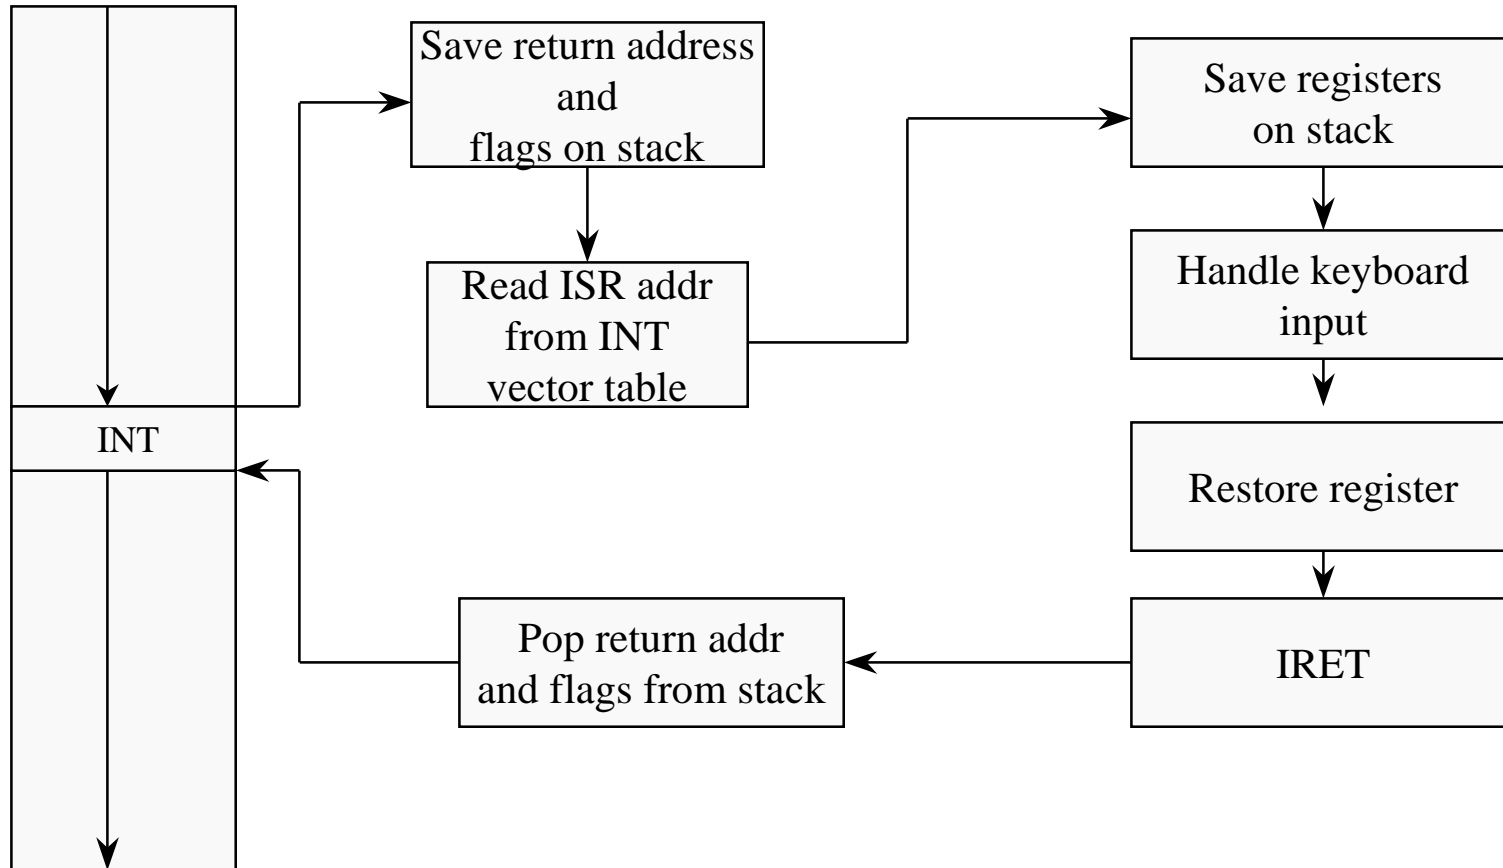 Save return address
and
flags on stack
Read ISR addr
from INT
vector table
Save registers
on stack
Handle keyboard
input
Restore register
IRET
Pop return addr
and flags from stack
INT